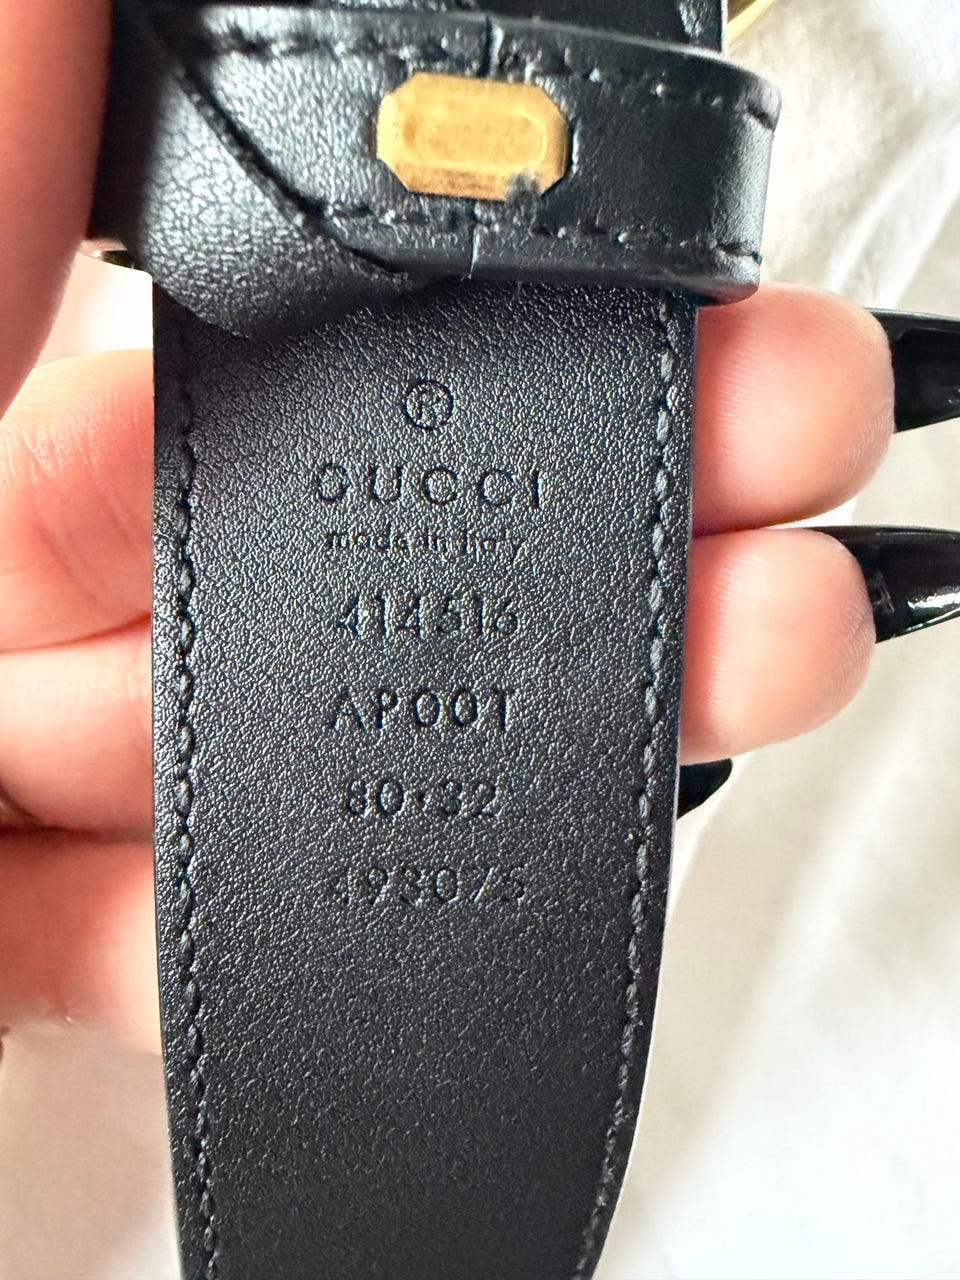 ®
GUCCI
made in Italy
414516
AP00T
80·32
493075